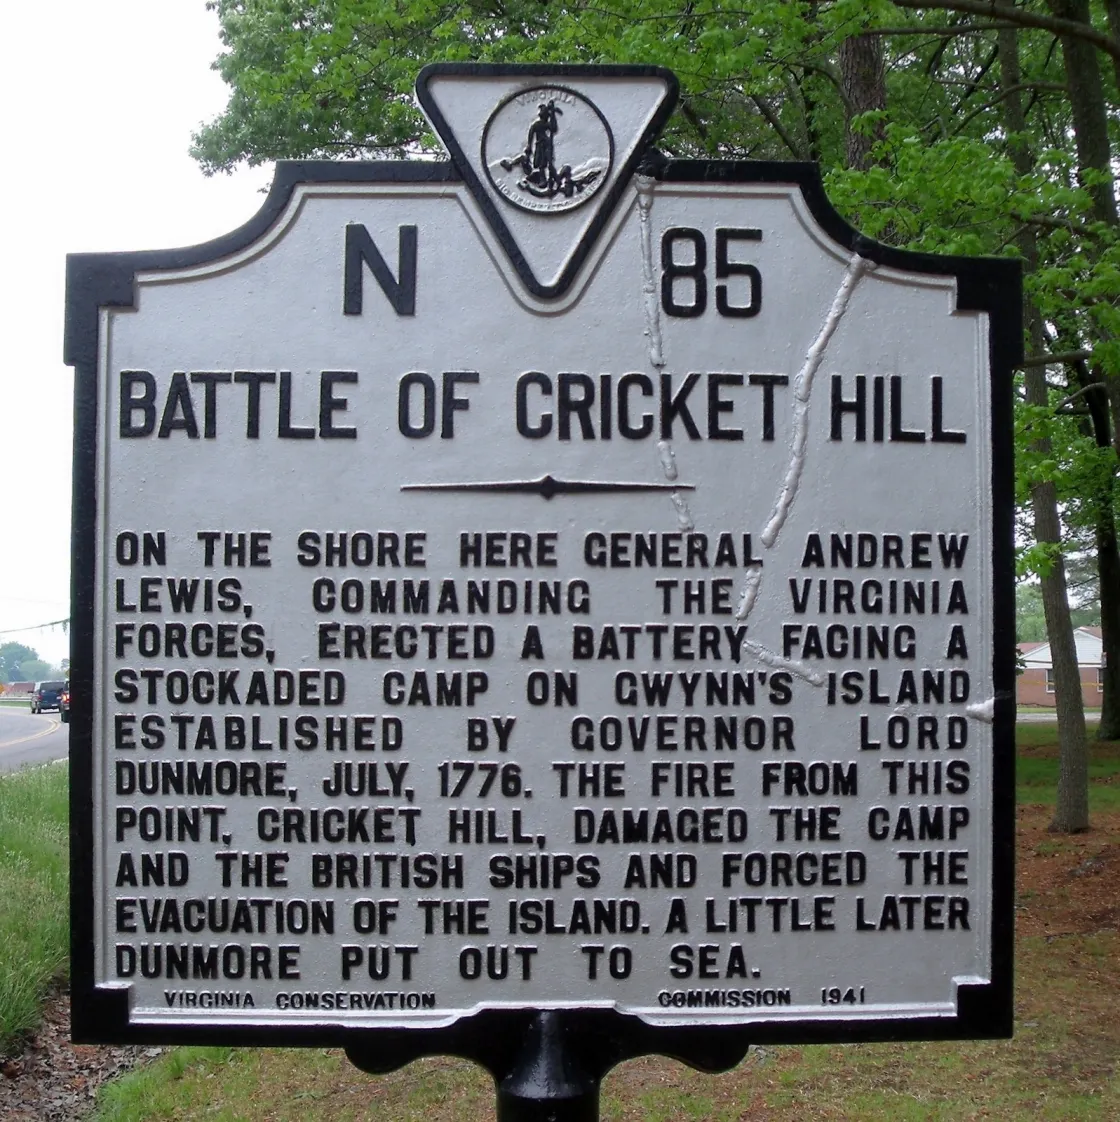 VIRGINIA
N 85
BATTLE OF CRICKET HILL
ON THE SHORE HERE GENERAL ANDREW
LEWIS, COMMANDING THE VIRGINIA
FORCES, ERECTED A BATTERY FACING A
STOCKADED CAMP ON GWYNN'S ISLAND
ESTABLISHED BY GOVERNOR LORD
DUNMORE, JULY, 1776. THE FIRE FROM THIS
POINT, CRICKET HILL, DAMAGED THE CAMP
AND THE BRITISH SHIPS AND FORCED THE
EVACUATION OF THE ISLAND. A LITTLE LATER
DUNMORE PUT OUT TO SEA.
VIRGINIA CONSERVATION COMMISSION 1941